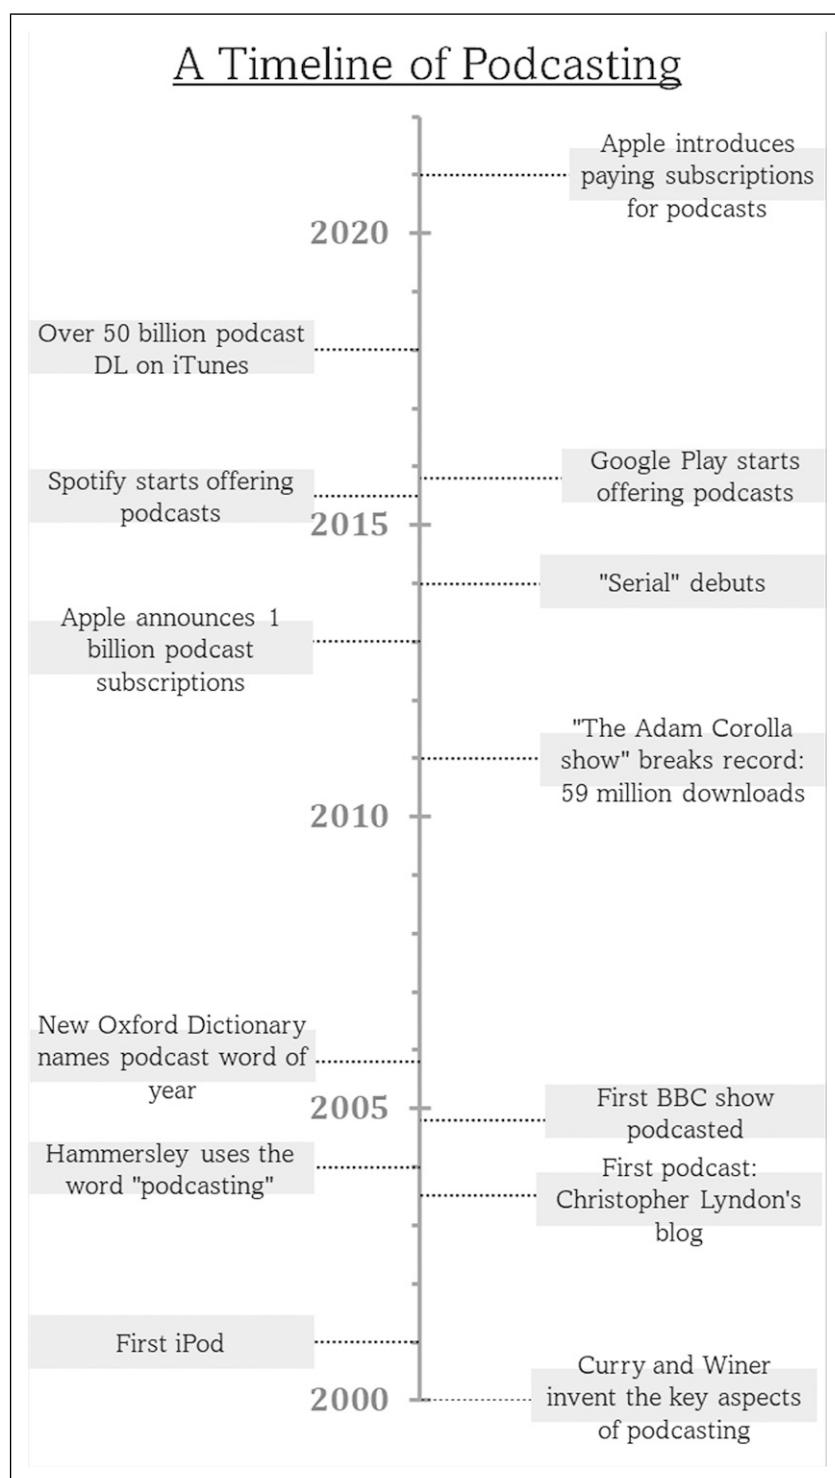 A Timeline of Podcasting
Apple introduces
paying subscriptions
for podcasts
2020
Over 50 billion podcast
DL on iTunes
Google Play starts
offering podcasts
Spotify starts offering
podcasts
2015
"Serial" debuts
Apple announces 1
billion podcast
subscriptions
"The Adam Corolla
show" breaks record:
59 million downloads
2010
New Oxford Dictionary
names podcast word of
year
2005
First BBC show
podcasted
Hammersley uses the
word "podcasting"
First podcast:
Christopher Lyndon's
blog
First iPod
Curry and Winer
invent the key aspects
of podcasting
2000